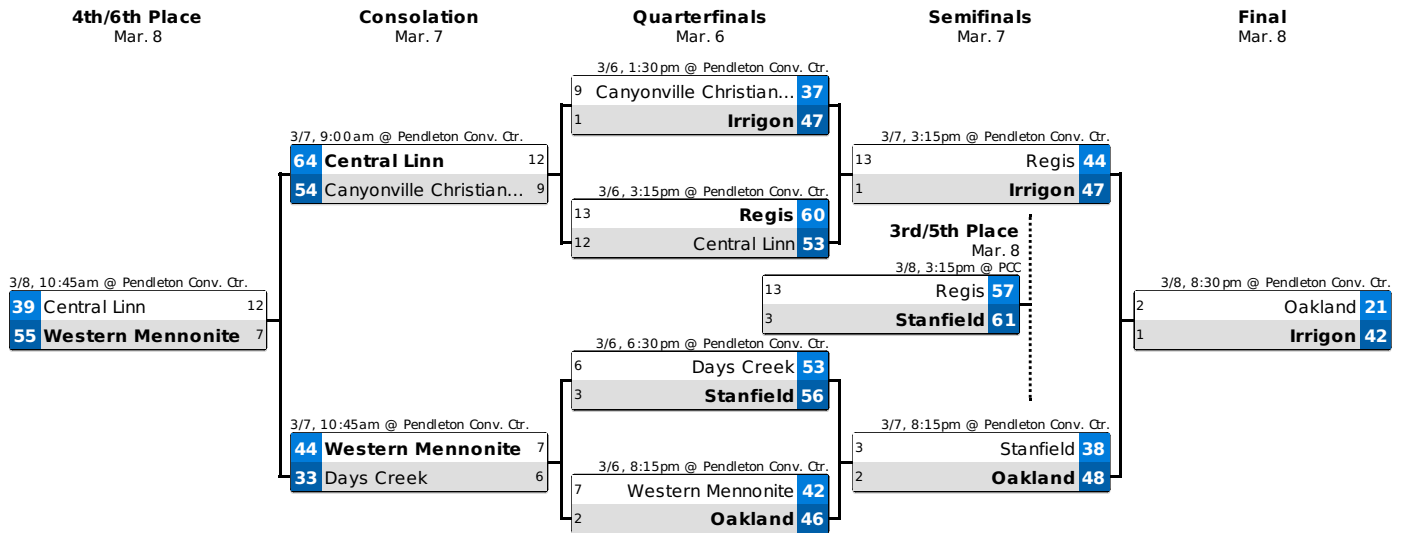 4th/6th Place
Mar. 8
Consolation
Mar. 7
Quarterfinals
Mar. 6
Semifinals
Mar. 7
Final
Mar. 8
3/8, 10:45am @ Pendleton Conv. Ctr.
39 Central Linn 12
55 Western Mennonite 7
3/7, 9:00am @ Pendleton Conv. Ctr.
64 Central Linn 12
54 Canyonville Christian... 9
3/7, 10:45am @ Pendleton Conv. Ctr.
44 Western Mennonite 7
33 Days Creek 6
3/6, 1:30pm @ Pendleton Conv. Ctr.
9 Canyonville Christian... 37
1 Irrigon 47
3/6, 3:15pm @ Pendleton Conv. Ctr.
13 Regis 60
12 Central Linn 53
3/6, 6:30pm @ Pendleton Conv. Ctr.
6 Days Creek 53
3 Stanfield 56
3/6, 8:15pm @ Pendleton Conv. Ctr.
7 Western Mennonite 42
2 Oakland 46
3/7, 3:15pm @ Pendleton Conv. Ctr.
13 Regis 44
1 Irrigon 47
3rd/5th Place
Mar. 8
3/8, 3:15pm @ PCC
13 Regis 57
3 Stanfield 61
3/7, 8:15pm @ Pendleton Conv. Ctr.
3 Stanfield 38
2 Oakland 48
3/8, 8:30pm @ Pendleton Conv. Ctr.
2 Oakland 21
1 Irrigon 42